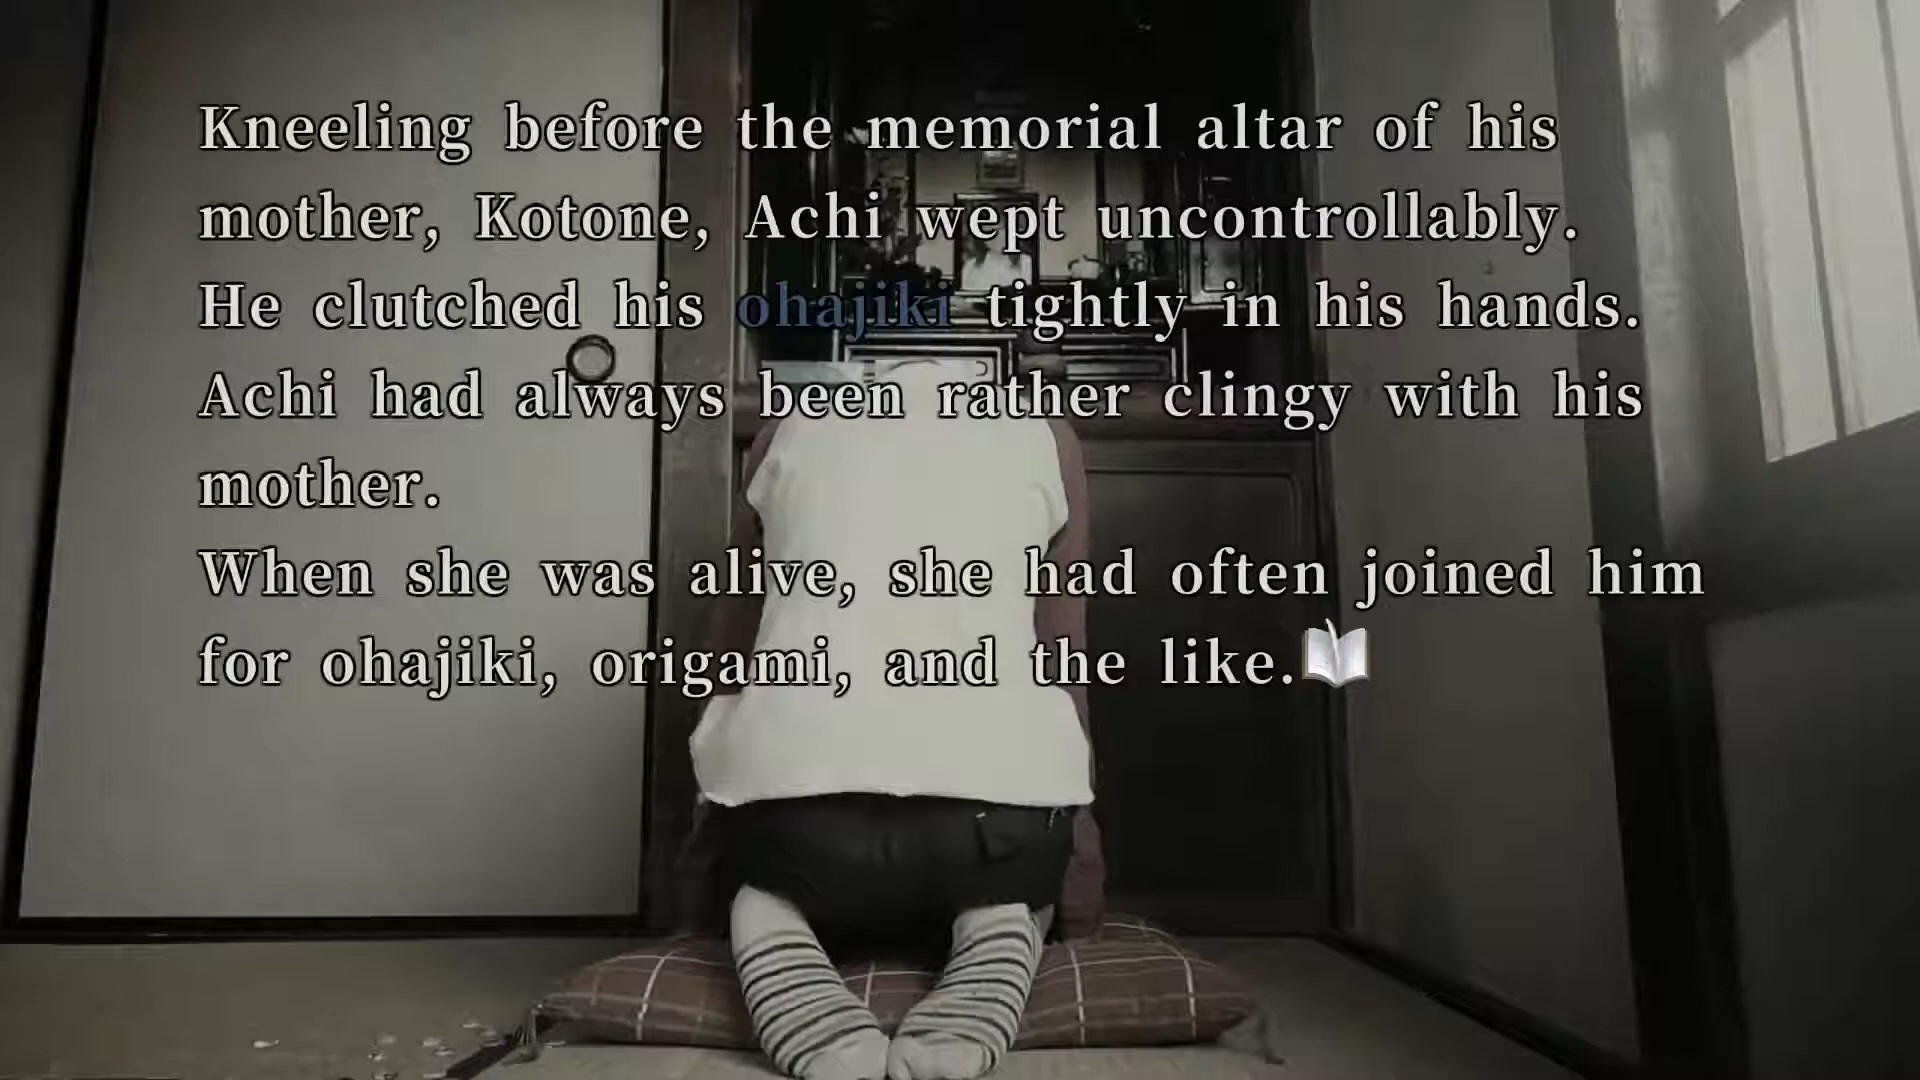 Kneeling before the memorial altar of his
mother, Kotone, Achi wept uncontrollably.
He clutched his ohajiki tightly in his hands.
Achi had always been rather clingy with his
mother.
When she was alive, she had often joined him
for ohajiki, origami, and the like.